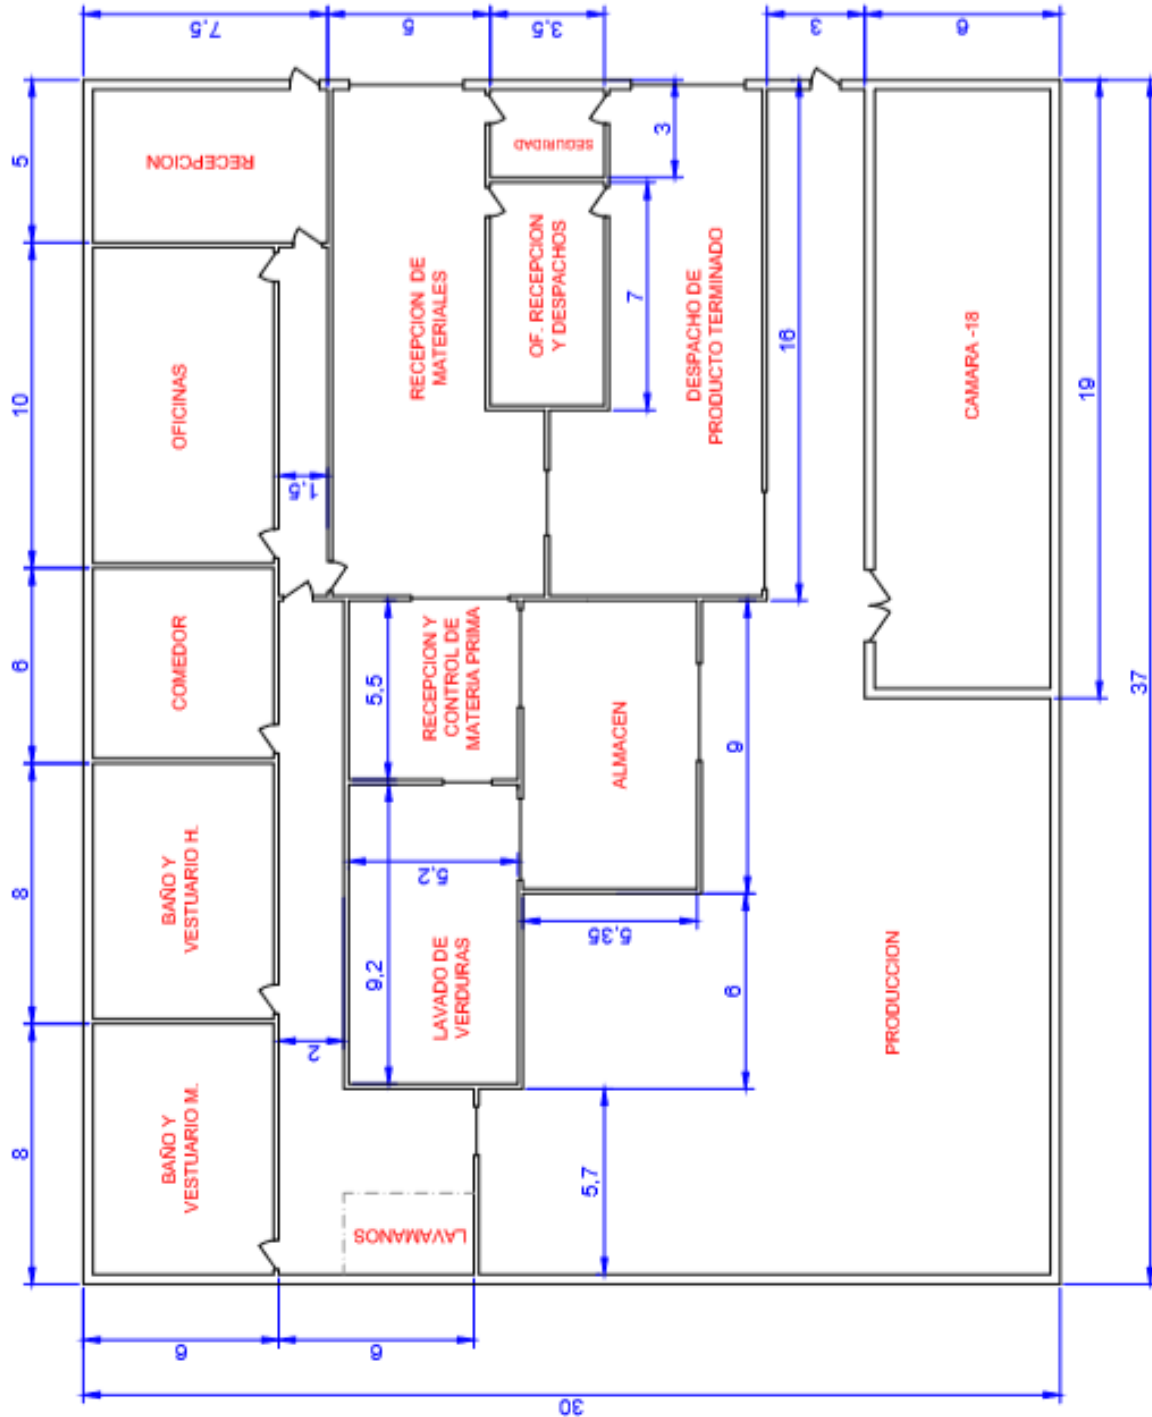 8
8
6
10
5
BAÑO Y
VESTUARIO M.
BAÑO Y
VESTUARIO H.
COMEDOR
OFICINAS
RECEPCION
6
7,5
2
1,5
6
LAVAMANOS
9,2
5,2
LAVADO DE
VERDURAS
5,5
RECEPCION Y
CONTROL DE
MATERIA PRIMA
RECEPCION DE
MATERIALES
5
OF. RECEPCION
Y DESPACHOS
SEGURIDAD
3,5
30
5,7
5,35
ALMACEN
7
3
6
9
DESPACHO DE
PRODUCTO TERMINADO
16
3
PRODUCCION
CAMARA -18
6
19
37